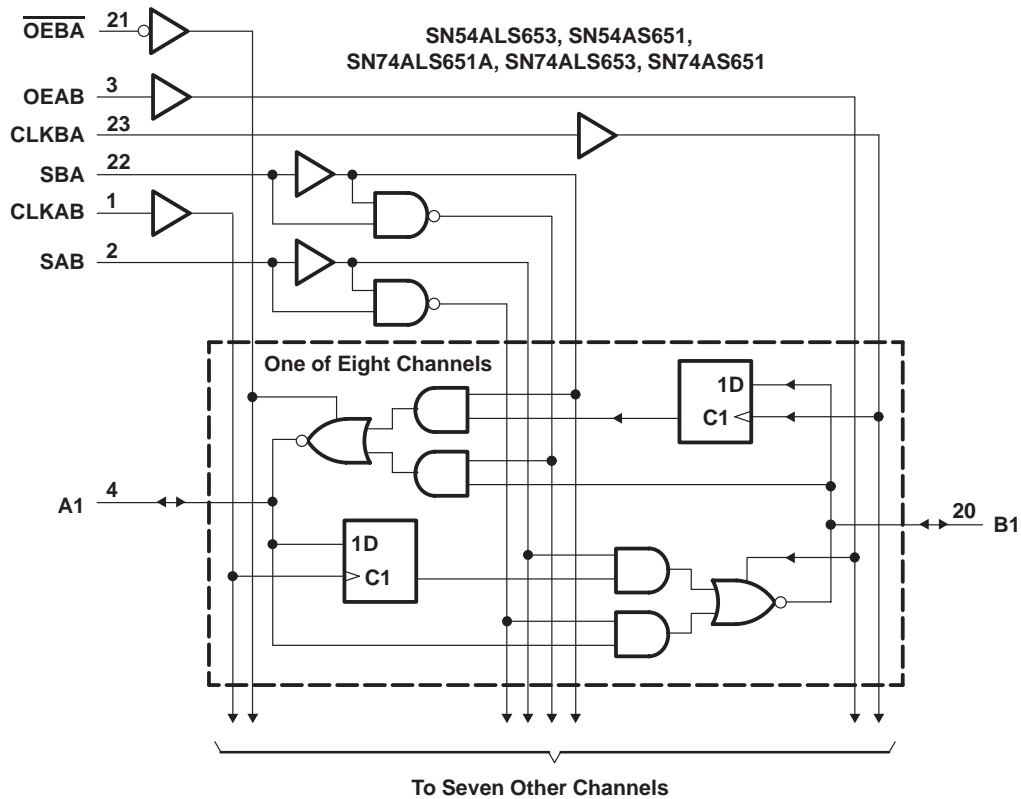 SN54ALS653, SN54AS651,
SN74ALS651A, SN74ALS653, SN74AS651
OEBA 21
OEAB 3
CLKBA 23
SBA 22
CLKAB 1
SAB 2
One of Eight Channels
1D
C1
A1 4
1D
C1
20 B1
To Seven Other Channels